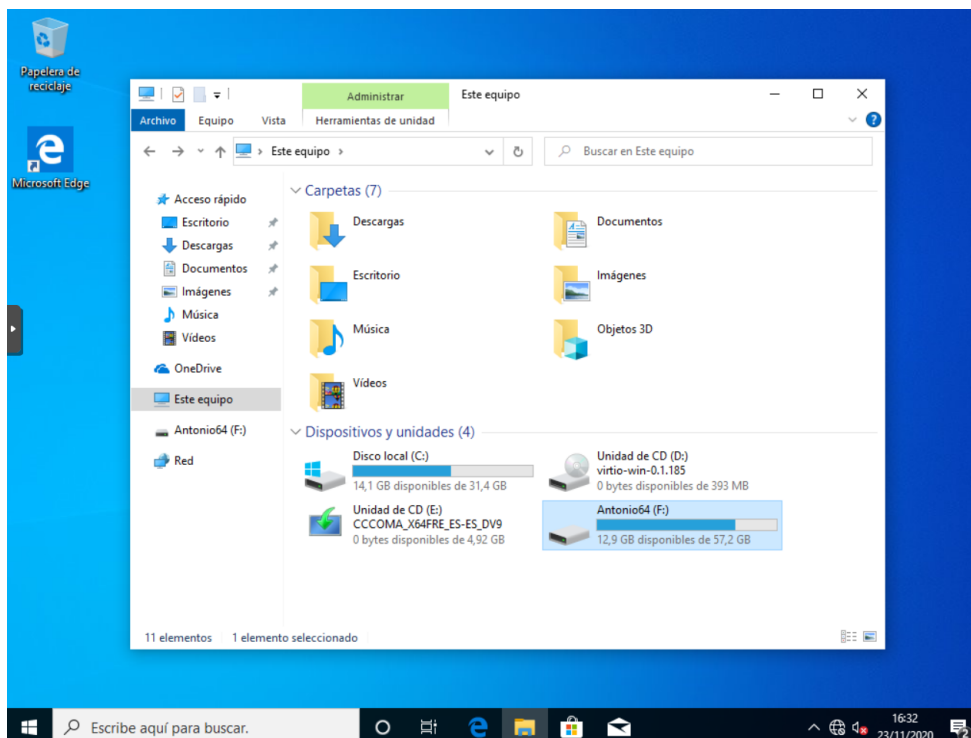 Papelera de
reciclaje
Microsoft Edge
Administrar
Este equipo
Archivo
Equipo
Vista
Herramientas de unidad
Este equipo
Buscar en Este equipo
Acceso rápido
Escritorio
Descargas
Documentos
Imágenes
Música
Vídeos
OneDrive
Este equipo
Antonio64 (F:)
Red
Carpetas (7)
Descargas
Documentos
Escritorio
Imágenes
Música
Objetos 3D
Vídeos
Dispositivos y unidades (4)
Disco local (C:)
14,1 GB disponibles de 31,4 GB
Unidad de CD (D:)
virtio-win-0.1.185
0 bytes disponibles de 393 MB
Unidad de CD (E:)
CCCOMA_X64FRE_ES-ES_DV9
0 bytes disponibles de 4,92 GB
Antonio64 (F:)
12,9 GB disponibles de 57,2 GB
11 elementos
1 elemento seleccionado
Escribe aquí para buscar.
16:32
23/11/2020
2